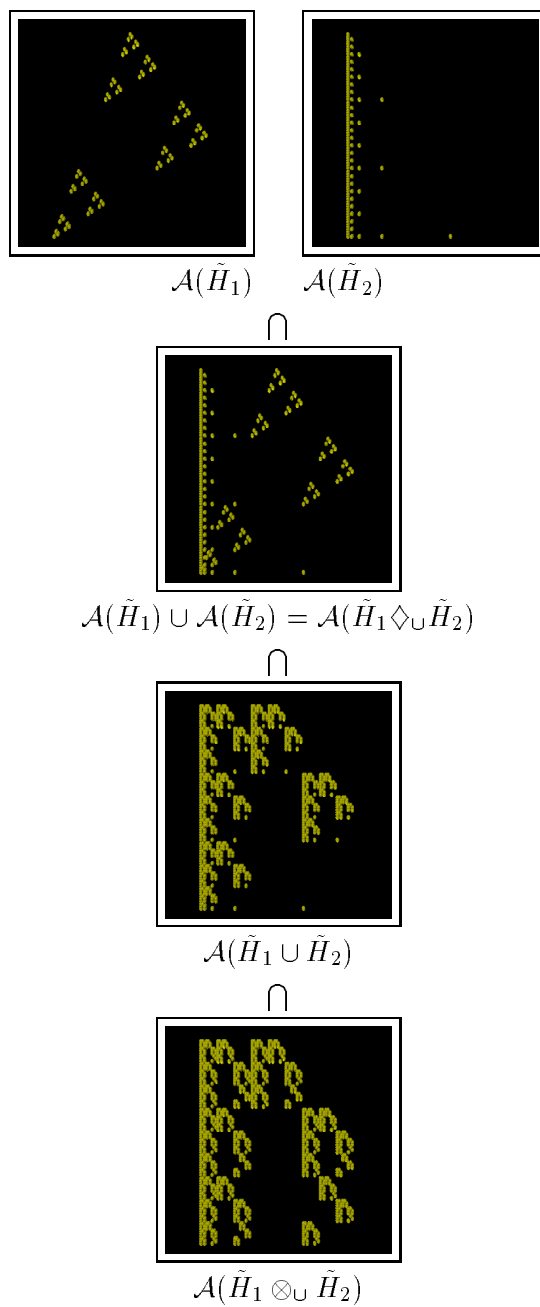 𝒜(H̃₁) 𝒜(H̃₂)
∩
𝒜(H̃₁) ∪ 𝒜(H̃₂) = 𝒜(H̃₁ ◇∪ H̃₂)
∩
𝒜(H̃₁ ∪ H̃₂)
∩
𝒜(H̃₁ ⊗∪ H̃₂)